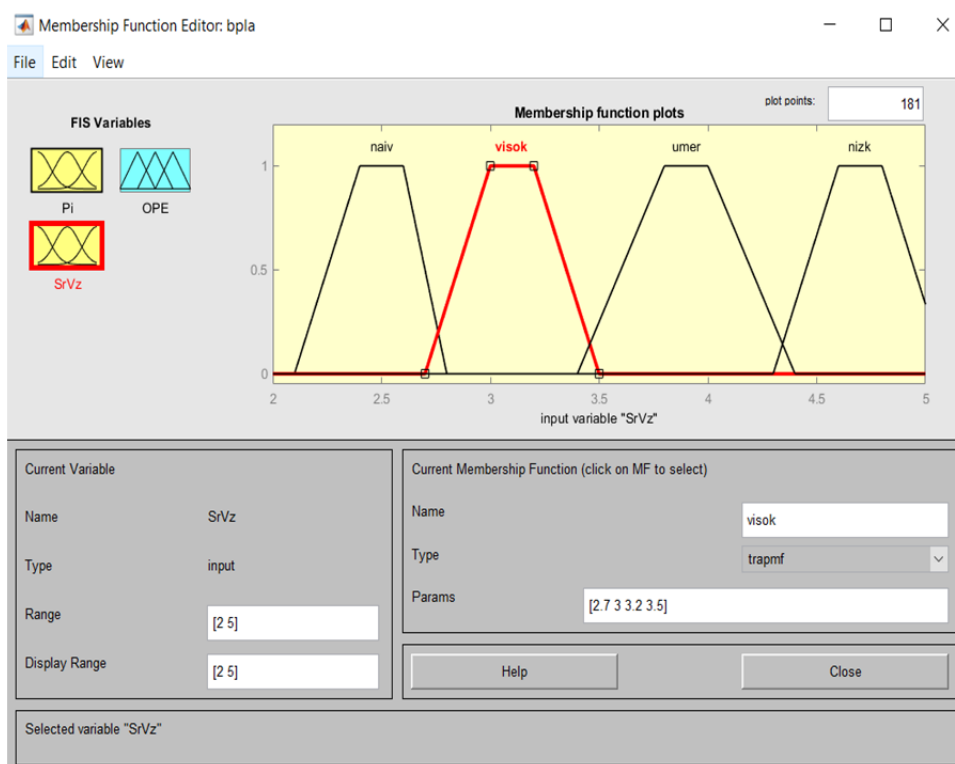 Membership Function Editor: bpla
File Edit View
FIS Variables
Pi
OPE
SrVz
Membership function plots
plot points:
181
naiv
visok
umer
nizk
1
0.5
0
2
2.5
3
3.5
4
4.5
5
input variable "SrVz"
Current Variable
Name
SrVz
Type
input
Range
[2 5]
Display Range
[2 5]
Current Membership Function (click on MF to select)
Name
visok
Type
trapmf
Params
[2.7 3 3.2 3.5]
Help
Close
Selected variable "SrVz"